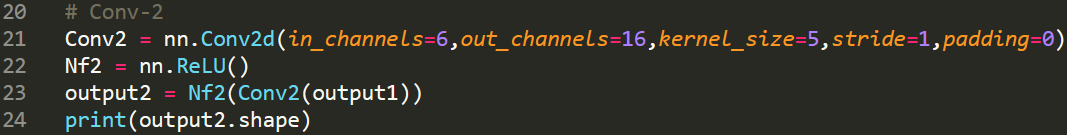 20 # Conv-2
21 Conv2 = nn.Conv2d(in_channels=6,out_channels=16,kernel_size=5,stride=1,padding=0)
22 Nf2 = nn.ReLU()
23 output2 = Nf2(Conv2(output1))
24 print(output2.shape)